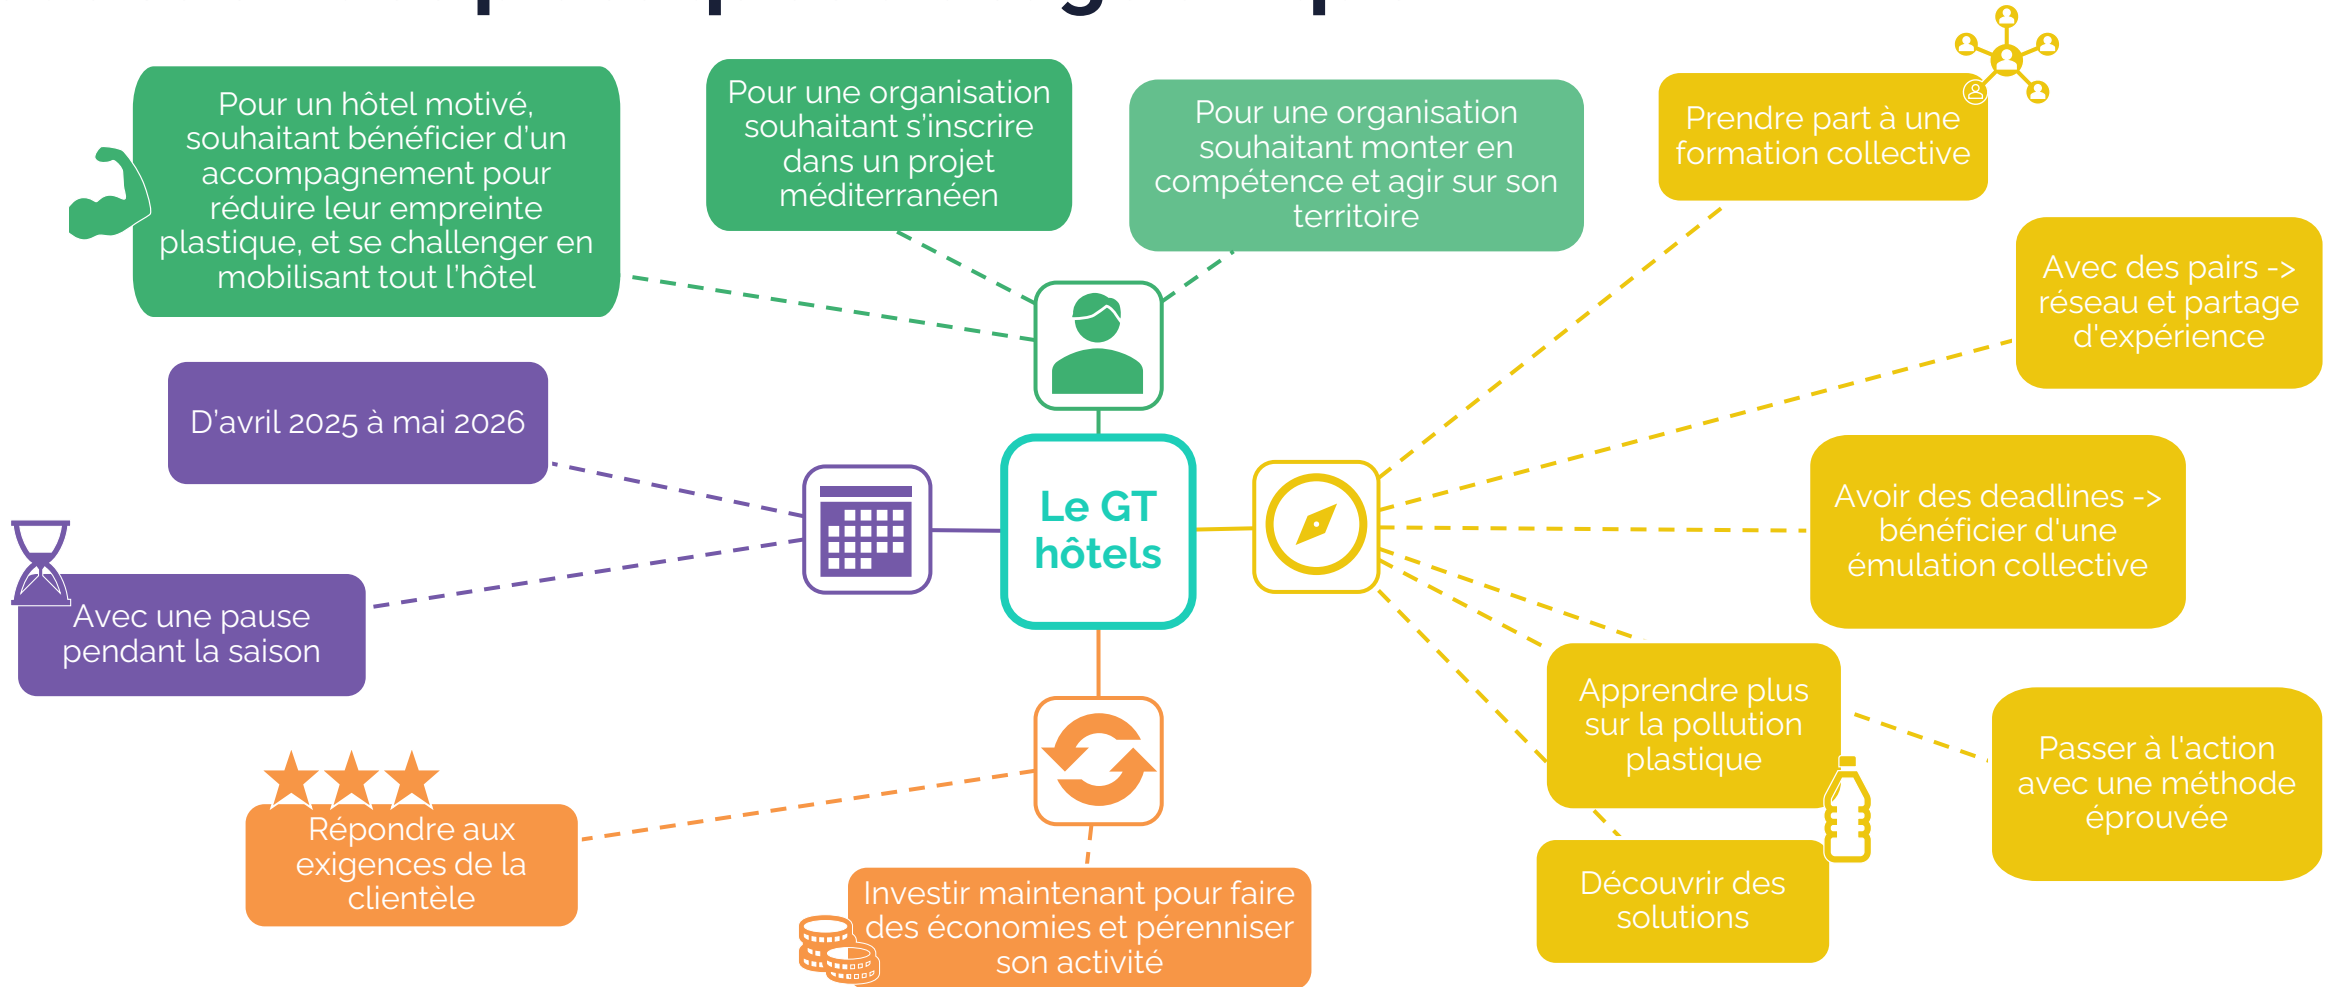 Pour un hôtel motivé,
souhaitant bénéficier d’un
accompagnement pour
réduire leur empreinte
plastique, et se challenger en
mobilisant tout l’hôtel
Pour une organisation
souhaitant s’inscrire
dans un projet
méditerranéen
Pour une organisation
souhaitant monter en
compétence et agir sur son
territoire
Prendre part à une
formation collective
Avec des pairs ->
réseau et partage
d'expérience
D’avril 2025 à mai 2026
Le GT
hôtels
Avoir des deadlines ->
bénéficier d'une
émulation collective
Avec une pause
pendant la saison
Apprendre plus
sur la pollution
plastique
Passer à l'action
avec une méthode
éprouvée
Répondre aux
exigences de la
clientèle
Investir maintenant pour faire
des économies et pérenniser
son activité
Découvrir des
solutions